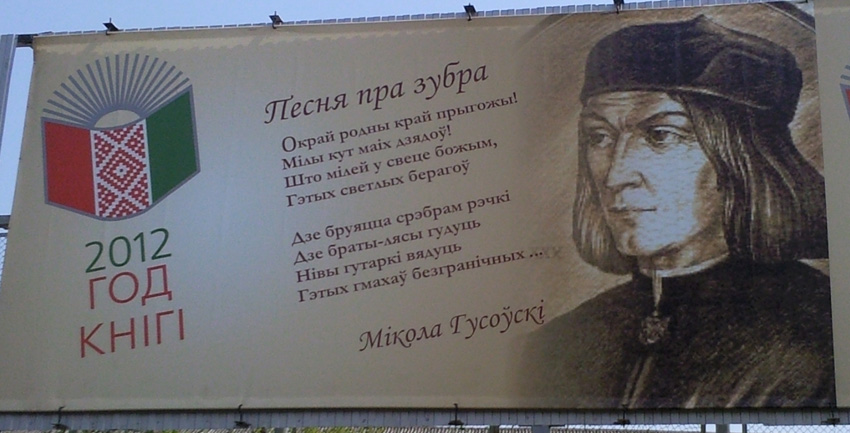 2012
ГОД
КНІГІ
Песня пра зубра
Окрай родны край прыгожы!
Мілы кут маіх дзядоў!
Што мілей у свеце божым,
Гэтых светлых берагоў
Дзе бруяцца срэбрам рэчкі
Дзе браты-лясы гудуць
Нівы гутаркі вядуць
Гэтых гмахаў безгранічных ...
Мікола Гусоўскі